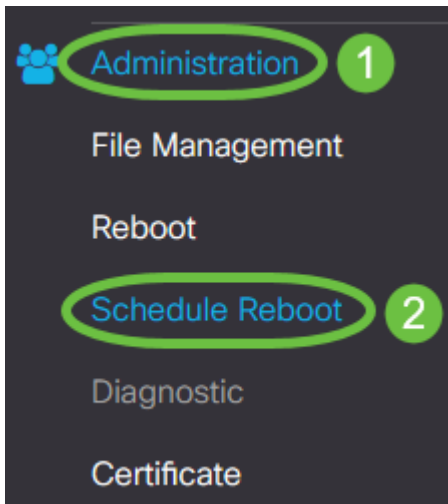 Administration 1
File Management
Reboot
Schedule Reboot 2
Diagnostic
Certificate